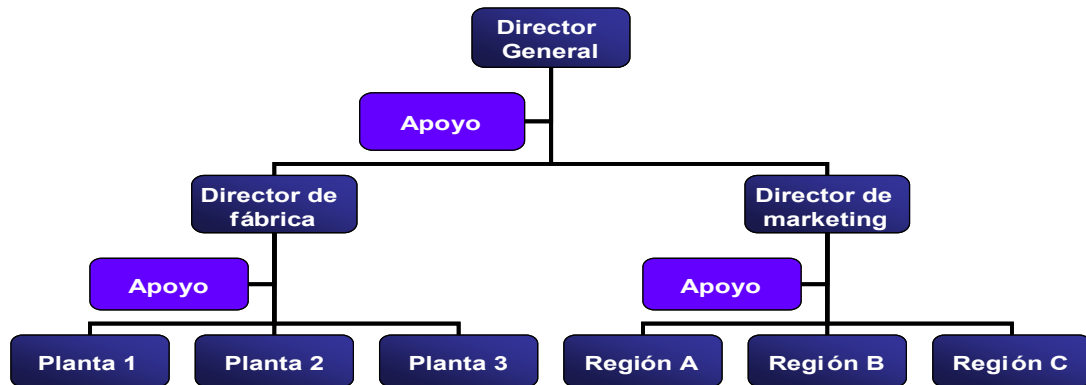 Director
General
Apoyo
Director de
fábrica
Director de
marketing
Apoyo
Apoyo
Planta 1
Planta 2
Planta 3
Región A
Región B
Región C